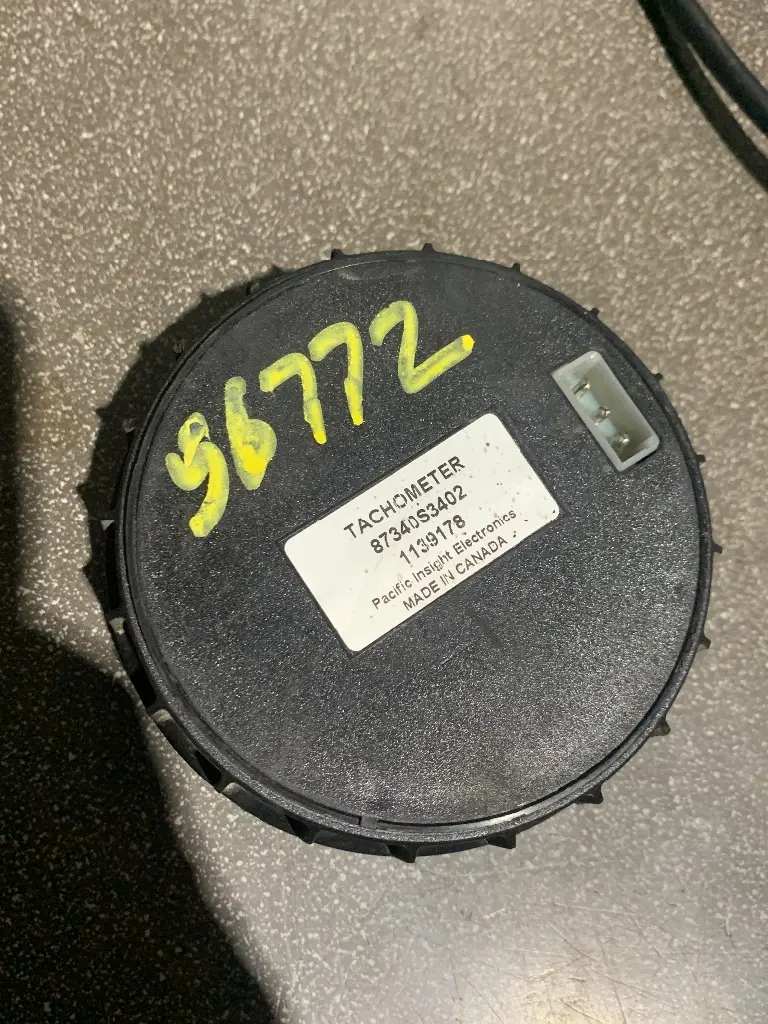 96772
TACHOMETER
87340S3402
1139178
Pacific Insight Electronics
MADE IN CANADA